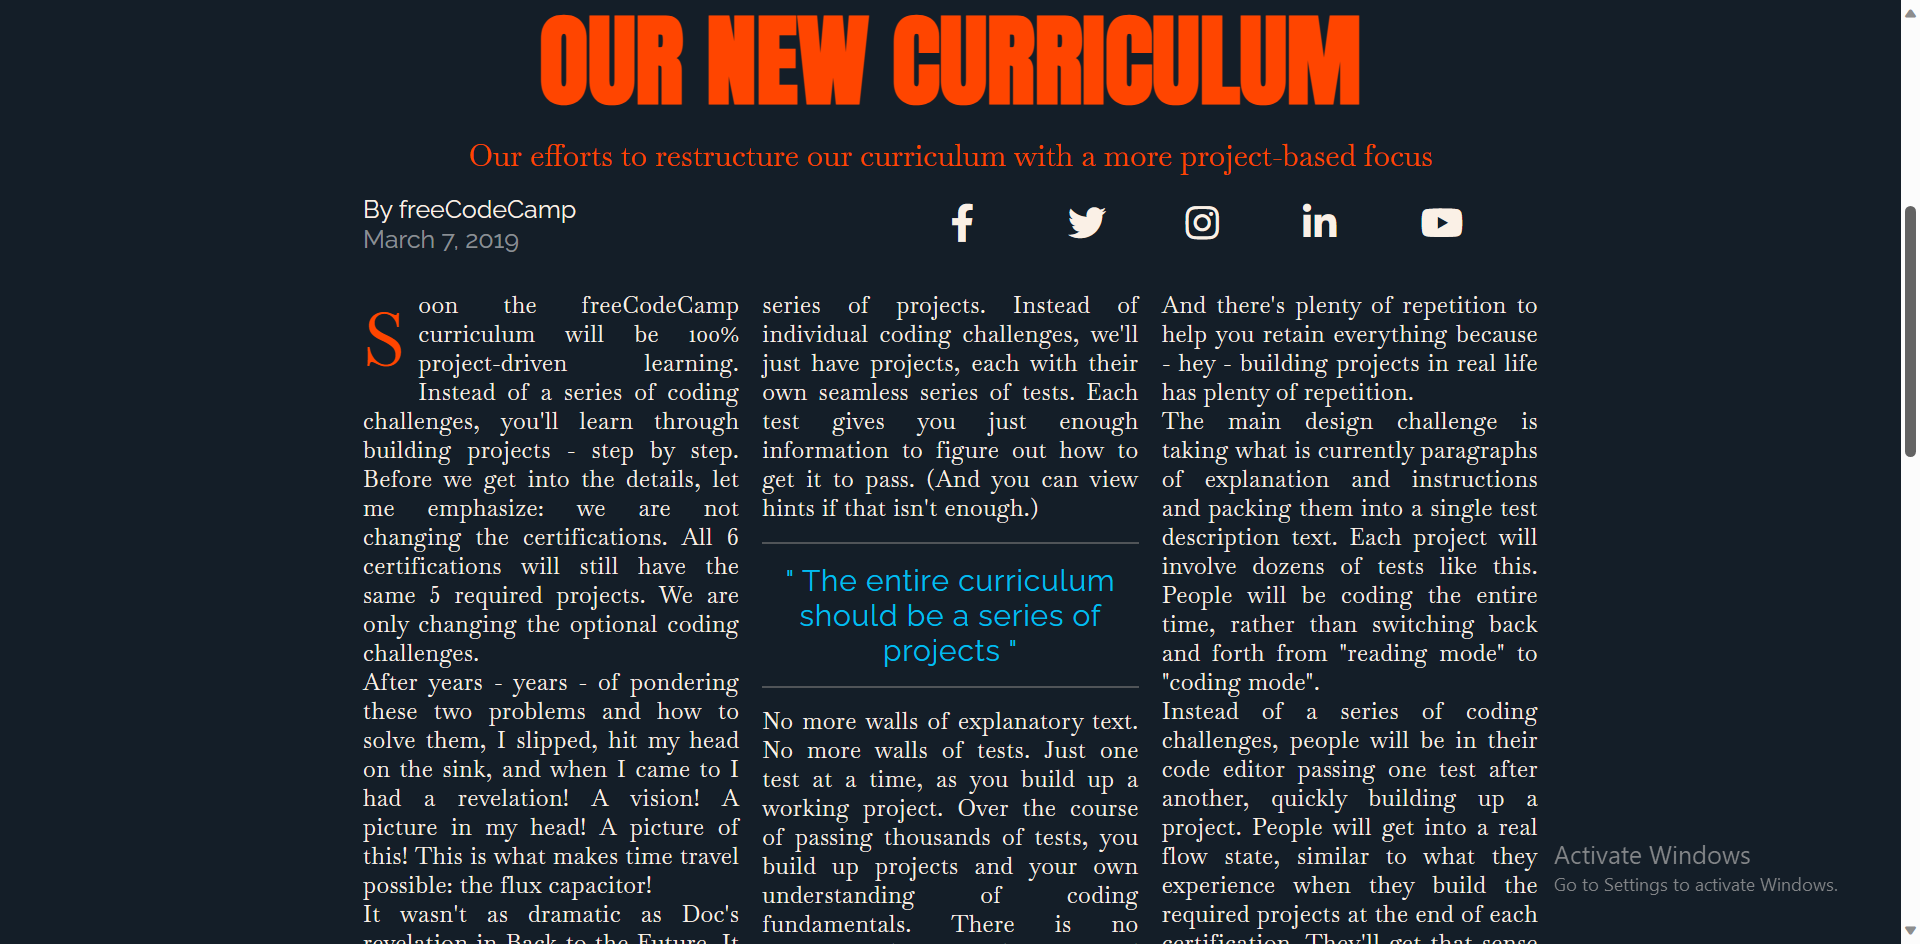 OUR NEW CURRICULUM
Our efforts to restructure our curriculum with a more project-based focus
By freeCodeCamp
March 7, 2019
Soon the freeCodeCamp
curriculum will be 100%
project-driven learning.
Instead of a series of coding
challenges, you'll learn through
building projects - step by step.
Before we get into the details, let
me emphasize: we are not
changing the certifications. All 6
certifications will still have the
same 5 required projects. We are
only changing the optional coding
challenges.
After years - years - of pondering
these two problems and how to
solve them, I slipped, hit my head
on the sink, and when I came to I
had a revelation! A vision! A
picture in my head! A picture of
this! This is what makes time travel
possible: the flux capacitor!
It wasn't as dramatic as Doc's
revelation in Back to the Future. It
series of projects. Instead of
individual coding challenges, we'll
just have projects, each with their
own seamless series of tests. Each
test gives you just enough
information to figure out how to
get it to pass. (And you can view
hints if that isn't enough.)
" The entire curriculum
should be a series of
projects "
No more walls of explanatory text.
No more walls of tests. Just one
test at a time, as you build up a
working project. Over the course
of passing thousands of tests, you
build up projects and your own
understanding of coding
fundamentals. There is no
And there's plenty of repetition to
help you retain everything because
- hey - building projects in real life
has plenty of repetition.
The main design challenge is
taking what is currently paragraphs
of explanation and instructions
and packing them into a single test
description text. Each project will
involve dozens of tests like this.
People will be coding the entire
time, rather than switching back
and forth from "reading mode" to
"coding mode".
Instead of a series of coding
challenges, people will be in their
code editor passing one test after
another, quickly building up a
project. People will get into a real
flow state, similar to what they
experience when they build the
required projects at the end of each
certification. They'll get that sense
Activate Windows
Go to Settings to activate Windows.